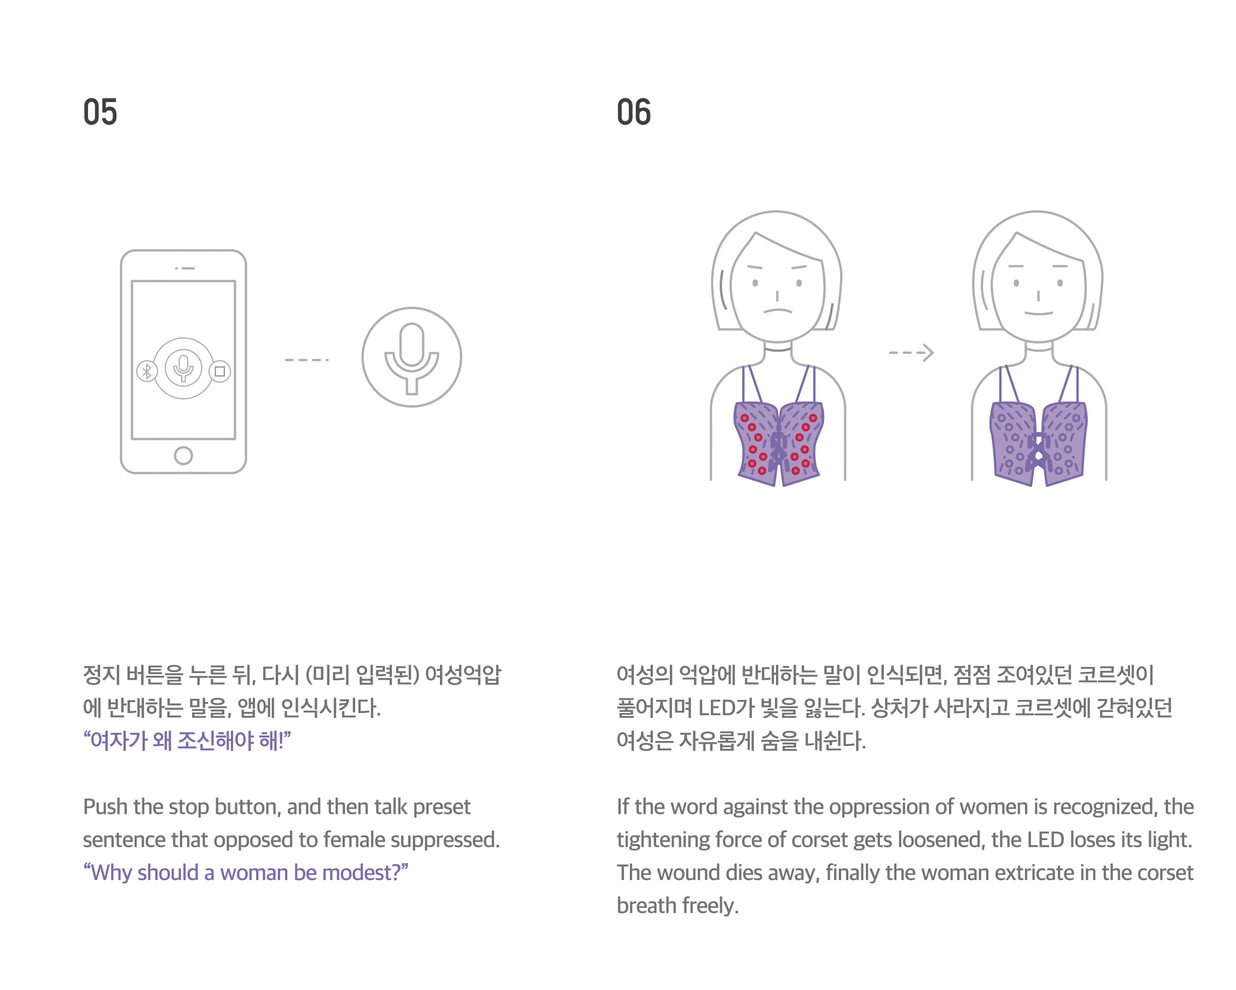 05
정지 버튼을 누른 뒤, 다시 (미리 입력된) 여성억압
에 반대하는 말을, 앱에 인식시킨다.
“여자가 왜 조신해야 해!”
Push the stop button, and then talk preset
sentence that opposed to female suppressed.
“Why should a woman be modest?”
06
여성의 억압에 반대하는 말이 인식되면, 점점 조여있던 코르셋이
풀어지며 LED가 빛을 잃는다. 상처가 사라지고 코르셋에 갇혀있던
여성은 자유롭게 숨을 내쉰다.
If the word against the oppression of women is recognized, the
tightening force of corset gets loosened, the LED loses its light.
The wound dies away, finally the woman extricate in the corset
breath freely.